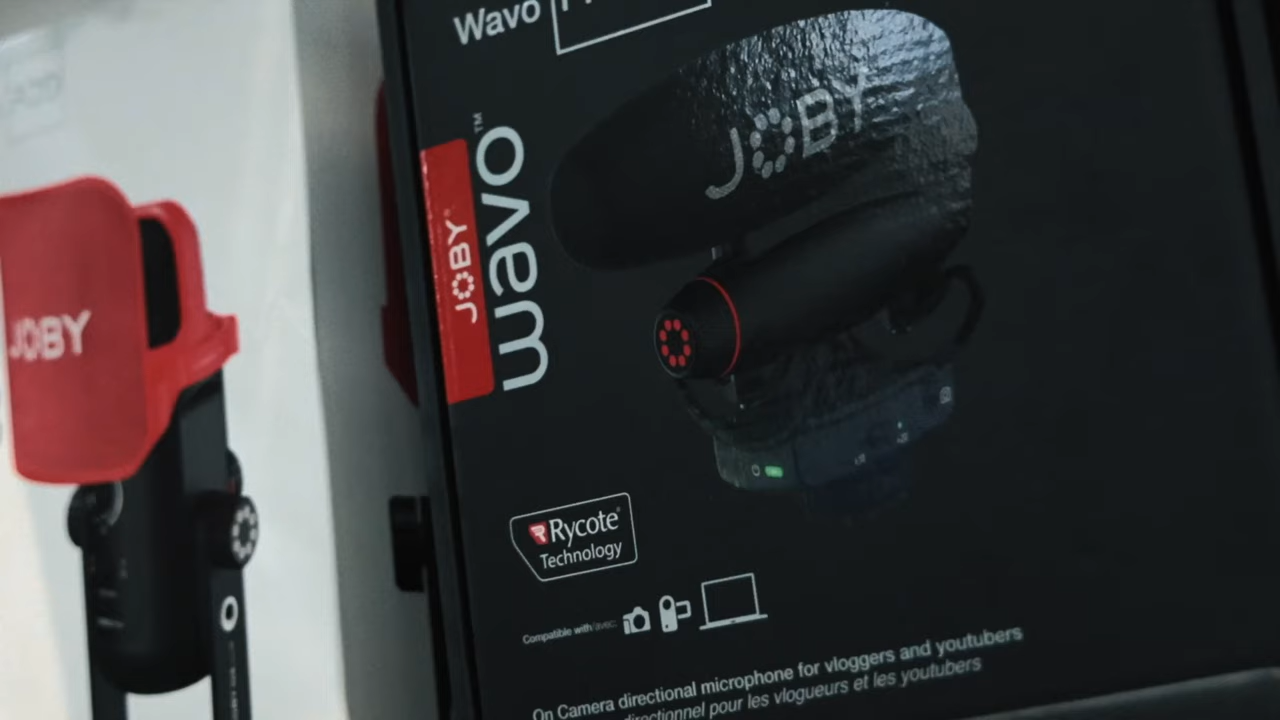 Wavo
JOBY
wavo™
JOBY
JOBY
Rycote®
Technology
Compatible with/avec:
On Camera directional microphone for vloggers and youtubers
directionnel pour les vlogueurs et les youtubers